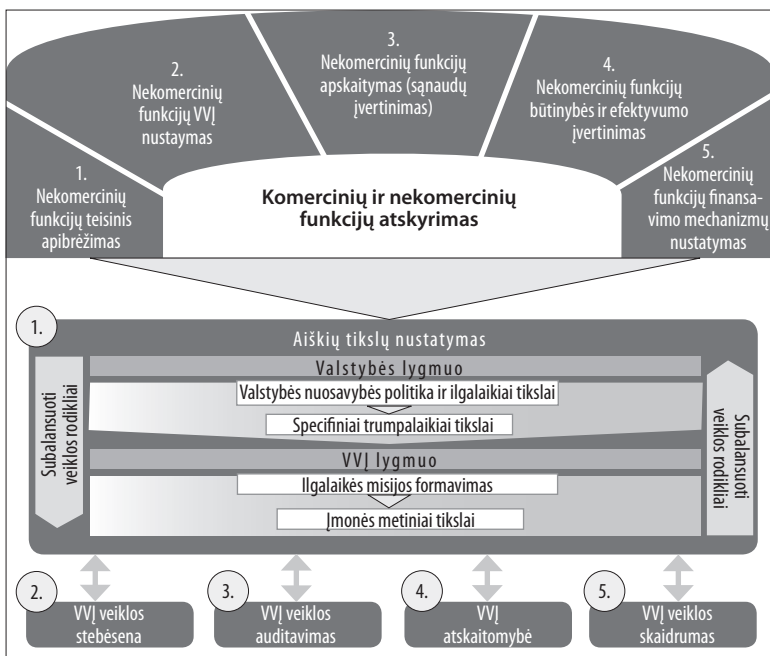 1.
Nekomercinių
funkcijų teisinis
apibrėžimas
2.
Nekomercinių
funkcijų VVĮ
nustaymas
3.
Nekomercinių funkcijų
apskaitymas (sąnaudų
įvertinimas)
4.
Nekomercinių funkcijų
būtinybės ir efektyvumo
įvertinimas
5.
Nekomercinių
funkcijų finansa-
vimo mechanizmų
nustatymas
Komercinių ir nekomercinių
funkcijų atskyrimas
1.
Aiškių tikslų nustatymas
Subalansuoti
veiklos rodikliai
Valstybės lygmuo
Valstybės nuosavybės politika ir ilgalaikiai tikslai
Specifiniai trumpalaikiai tikslai
VVĮ lygmuo
Ilgalaikės misijos formavimas
Įmonės metiniai tikslai
Subalansuoti
veiklos rodikliai
2.
VVĮ veiklos
stebėsena
3.
VVĮ veiklos
auditavimas
4.
VVĮ
atskaitomybė
5.
VVĮ veiklos
skaidrumas